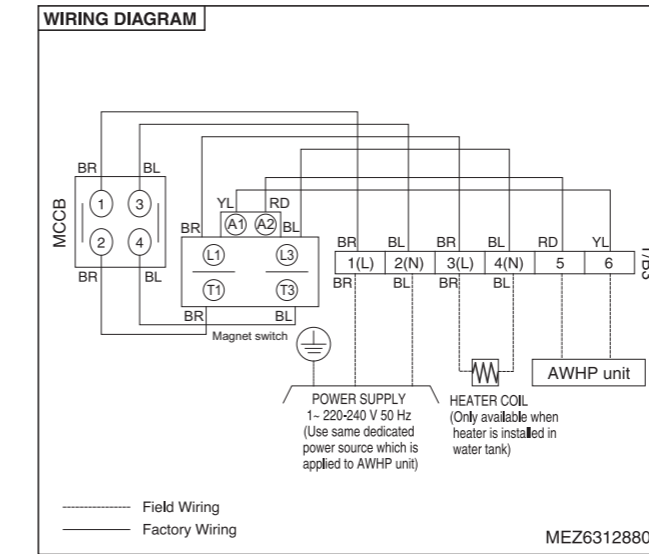 WIRING DIAGRAM
BR BL
MCCB
1 3
2 4
BR BL
YL RD
BR A1 A2 BL
L1 L3
T1 T3
BR BL
Magnet switch
BR BL BR BL RD YL
1(L) 2(N) 3(L) 4(N) 5 6
BR BL BR BL
AWHP unit
POWER SUPPLY
1~ 220-240 V 50 Hz
(Use same dedicated
power source which is
applied to AWHP unit)
HEATER COIL
(Only available when
heater is installed in
water tank)
Field Wiring
Factory Wiring
MEZ6312880